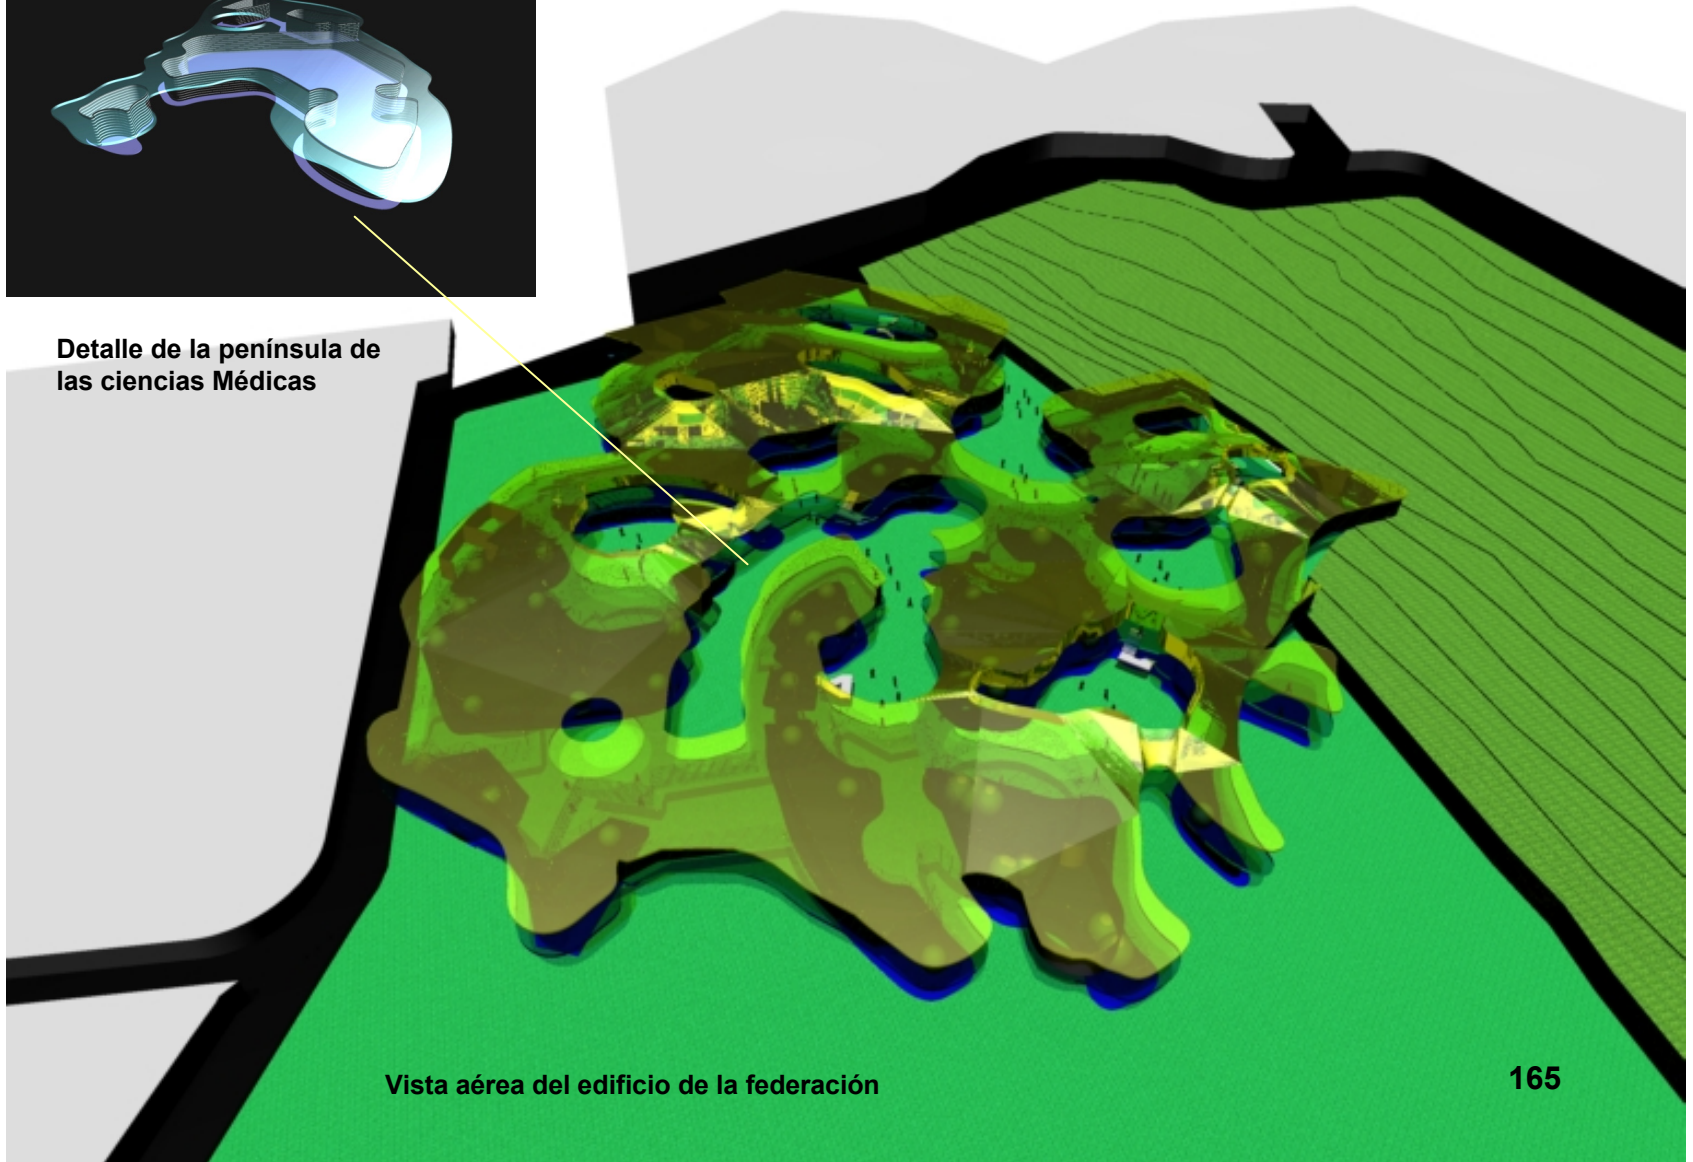 Detalle de la península de
las ciencias Médicas
Vista aérea del edificio de la federación
165